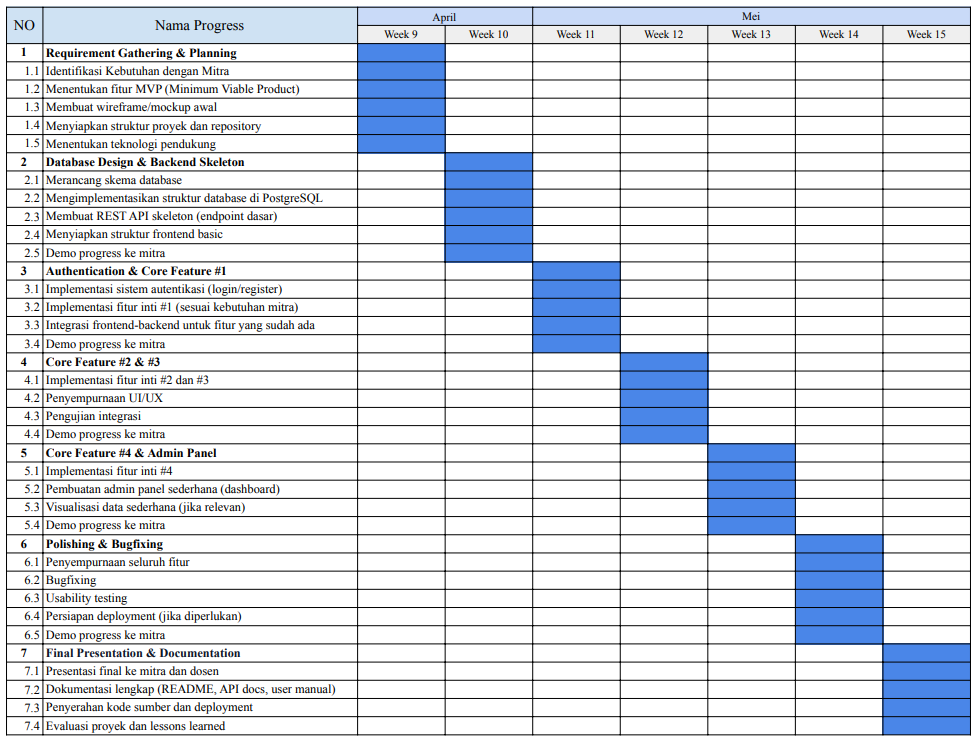 NO Nama Progress April Mei
Week 9 Week 10 Week 11 Week 12 Week 13 Week 14 Week 15
1 Requirement Gathering & Planning
1.1 Identifikasi Kebutuhan dengan Mitra
1.2 Menentukan fitur MVP (Minimum Viable Product)
1.3 Membuat wireframe/mockup awal
1.4 Menyiapkan struktur proyek dan repository
1.5 Menentukan teknologi pendukung
2 Database Design & Backend Skeleton
2.1 Merancang skema database
2.2 Mengimplementasikan struktur database di PostgreSQL
2.3 Membuat REST API skeleton (endpoint dasar)
2.4 Menyiapkan struktur frontend basic
2.5 Demo progress ke mitra
3 Authentication & Core Feature #1
3.1 Implementasi sistem autentikasi (login/register)
3.2 Implementasi fitur inti #1 (sesuai kebutuhan mitra)
3.3 Integrasi frontend-backend untuk fitur yang sudah ada
3.4 Demo progress ke mitra
4 Core Feature #2 & #3
4.1 Implementasi fitur inti #2 dan #3
4.2 Penyempurnaan UI/UX
4.3 Pengujian integrasi
4.4 Demo progress ke mitra
5 Core Feature #4 & Admin Panel
5.1 Implementasi fitur inti #4
5.2 Pembuatan admin panel sederhana (dashboard)
5.3 Visualisasi data sederhana (jika relevan)
5.4 Demo progress ke mitra
6 Polishing & Bugfixing
6.1 Penyempurnaan seluruh fitur
6.2 Bugfixing
6.3 Usability testing
6.4 Persiapan deployment (jika diperlukan)
6.5 Demo progress ke mitra
7 Final Presentation & Documentation
7.1 Presentasi final ke mitra dan dosen
7.2 Dokumentasi lengkap (README, API docs, user manual)
7.3 Penyerahan kode sumber dan deployment
7.4 Evaluasi proyek dan lessons learned